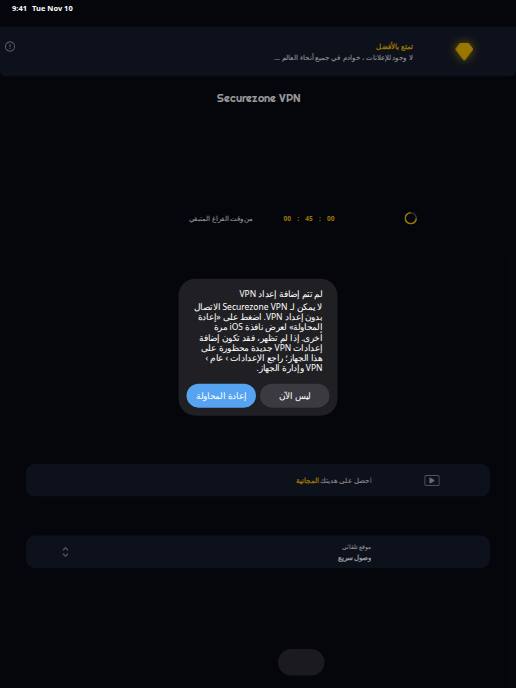 9:41 Tue Nov 10
تمتع بالأفضل
لا وجود للإعلانات ، خوادم في جميع أنحاء العالم ...
Securezone VPN
من وقت الفراغ المتبقي
00 : 45 : 00
لم تتم إضافة إعداد VPN
لا يمكن لـ Securezone VPN الاتصال
بدون إعداد VPN. اضغط على «إعادة
المحاولة» لعرض نافذة iOS مرة
أخرى. إذا لم تظهر، فقد تكون إضافة
إعدادات VPN جديدة محظورة على
هذا الجهاز؛ راجع الإعدادات › عام ›
VPN وإدارة الجهاز.
ليس الآن
إعادة المحاولة
احصل على هديتك المجانية
موقع تلقائي
وصول سريع